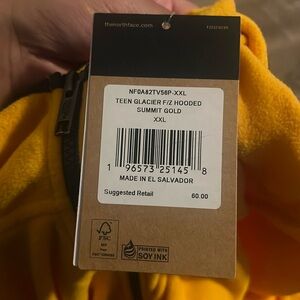 thenorthface.com
NF0A82TV56P-XXL
TEEN GLACIER F/Z HOODED
SUMMIT GOLD
XXL
1 96573 25145 8
MADE IN EL SALVADOR
Suggested Retail 60.00
FSC
MIX
PRINTED WITH
SOY INK